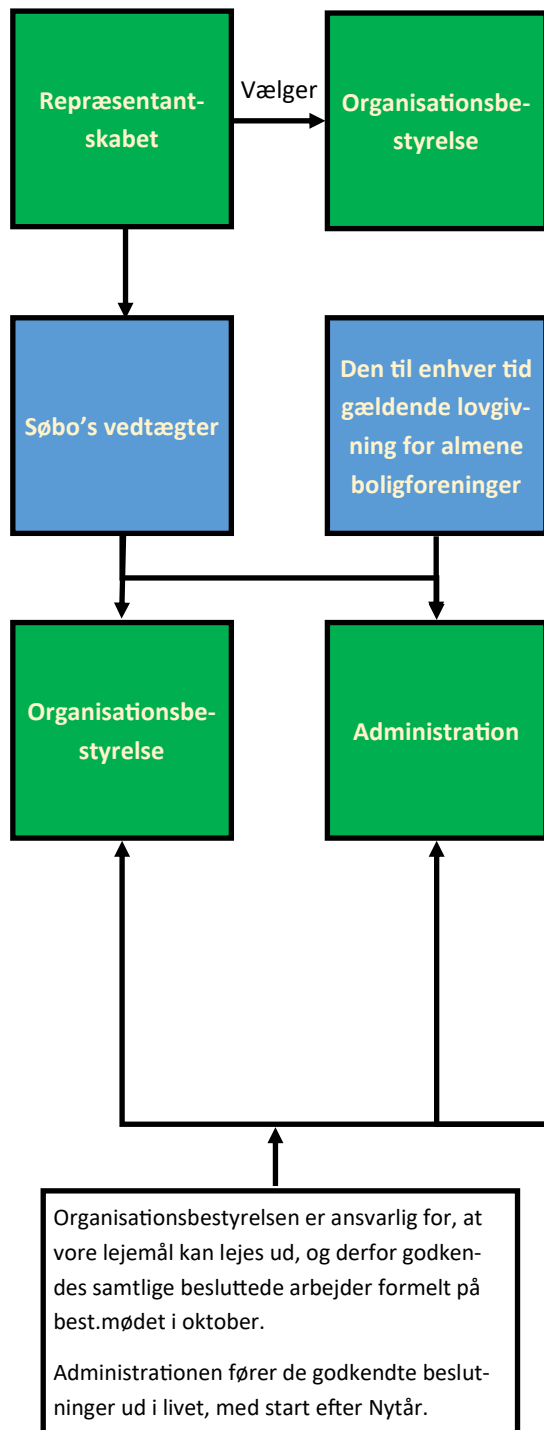 Repræsentant-
skabet
Vælger
Organisationsbe-
styrelse
Søbo’s vedtægter
Den til enhver tid
gældende lovgiv-
ning for almene
boligforeninger
Organisationsbe-
styrelse
Administration
Organisationsbestyrelsen er ansvarlig for, at
vore lejemål kan lejes ud, og derfor godken-
des samtlige besluttede arbejder formelt på
best.mødet i oktober.
Administrationen fører de godkendte beslut-
ninger ud i livet, med start efter Nytår.